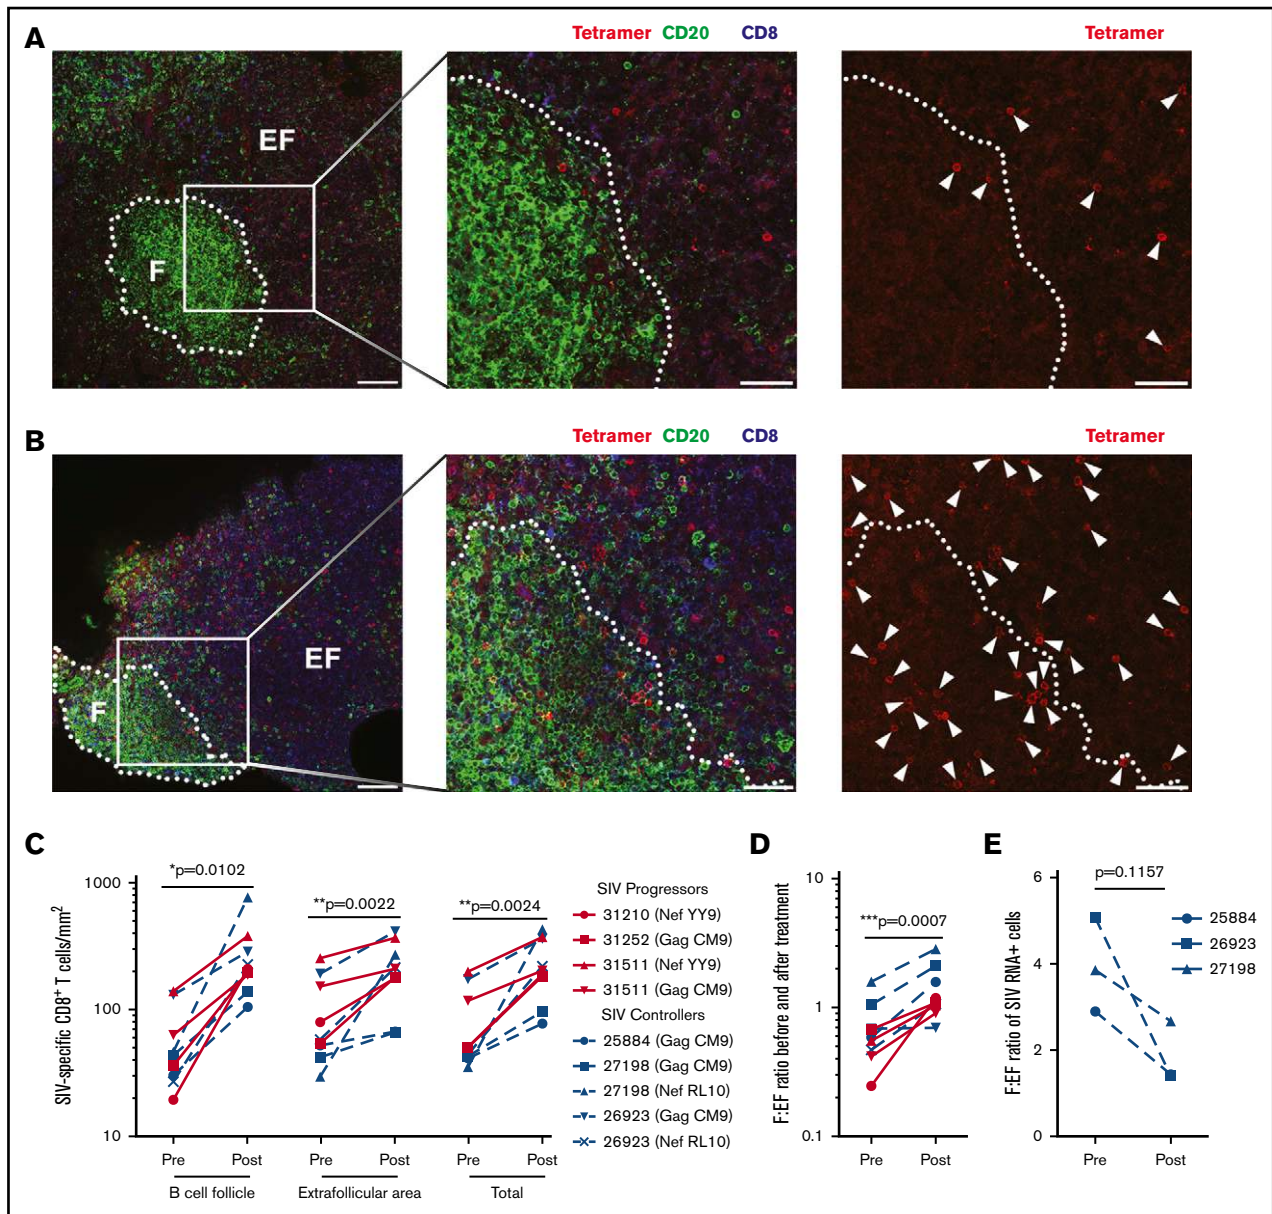 A
Tetramer CD20 CD8
Tetramer
EF
F
B
Tetramer CD20 CD8
Tetramer
EF
F
C
SIV-specific CD8⁺ T cells/mm²
1000
100
10
*p=0.0102
**p=0.0022
**p=0.0024
Pre Post
Pre Post
Pre Post
B cell follicle
Extrafollicular area
Total
SIV Progressors
31210 (Nef YY9)
31252 (Gag CM9)
31511 (Nef YY9)
31511 (Gag CM9)
SIV Controllers
25884 (Gag CM9)
27198 (Gag CM9)
27198 (Nef RL10)
26923 (Gag CM9)
26923 (Nef RL10)
D
F:EF ratio before and after treatment
10
1
0.1
***p=0.0007
Pre Post
E
F:EF ratio of SIV RNA+ cells
6
4
2
0
p=0.1157
Pre Post
25884
26923
27198